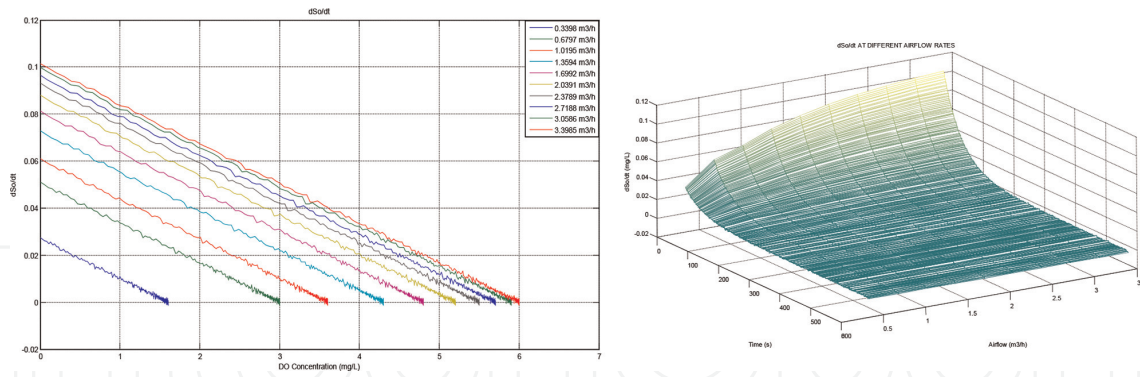 dSo/dt
0.12
0.1
0.08
0.06
0.04
0.02
0
-0.02
dSo/dt
0 1 2 3 4 5 6 7
DO Concentration (mg/L)
0.3398 m3/h
0.6797 m3/h
1.0195 m3/h
1.3594 m3/h
1.6992 m3/h
2.0391 m3/h
2.3789 m3/h
2.7188 m3/h
3.0586 m3/h
3.3985 m3/h
dSo/dt AT DIFFERENT AIRFLOW RATES
0.12
0.1
0.08
0.06
0.04
0.02
0
-0.02
dSo/dt (mg/L)
0
100
200
300
400
500
600
Time (s)
0.5
1
1.5
2
2.5
3
Airflow (m3/h)